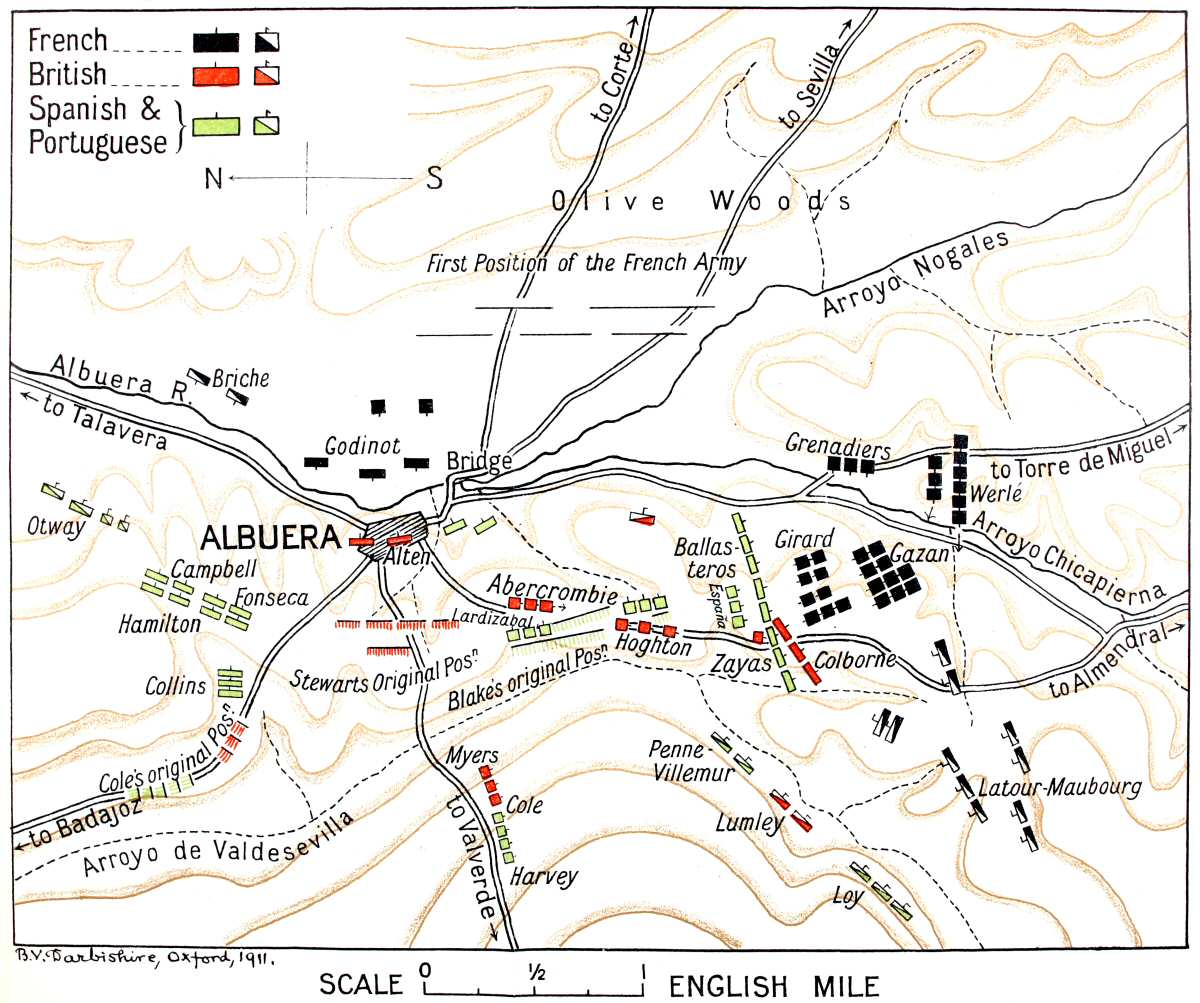 French
British
Spanish &
Portuguese
N
S
to Corte
to Sevilla
Olive Woods
First Position of the French Army
Arroyo Nogales
Albuera R.
to Talavera
Briche
Godinot
Bridge
Grenadiers
to Torre de Miguel
Werlé
Otway
ALBUERA
Alten
Ballas-
teros
Girard
Gazan
Arroyo Chicapierna
Campbell
Fonseca
Hamilton
Abercrombie
España
Lardizabal
Hoghton
Zayas
Colborne
to Almendral
Collins
Stewarts Original Posⁿ
Blake's original Posⁿ
Cole's original Posⁿ
Penne-
Villemur
Myers
Cole
Latour-Maubourg
Lumley
to Badajoz
Arroyo de Valdesevilla
to Valverde
Harvey
Loy
B.V. Darbishire, Oxford, 1911.
SCALE 0 ½ 1 ENGLISH MILE